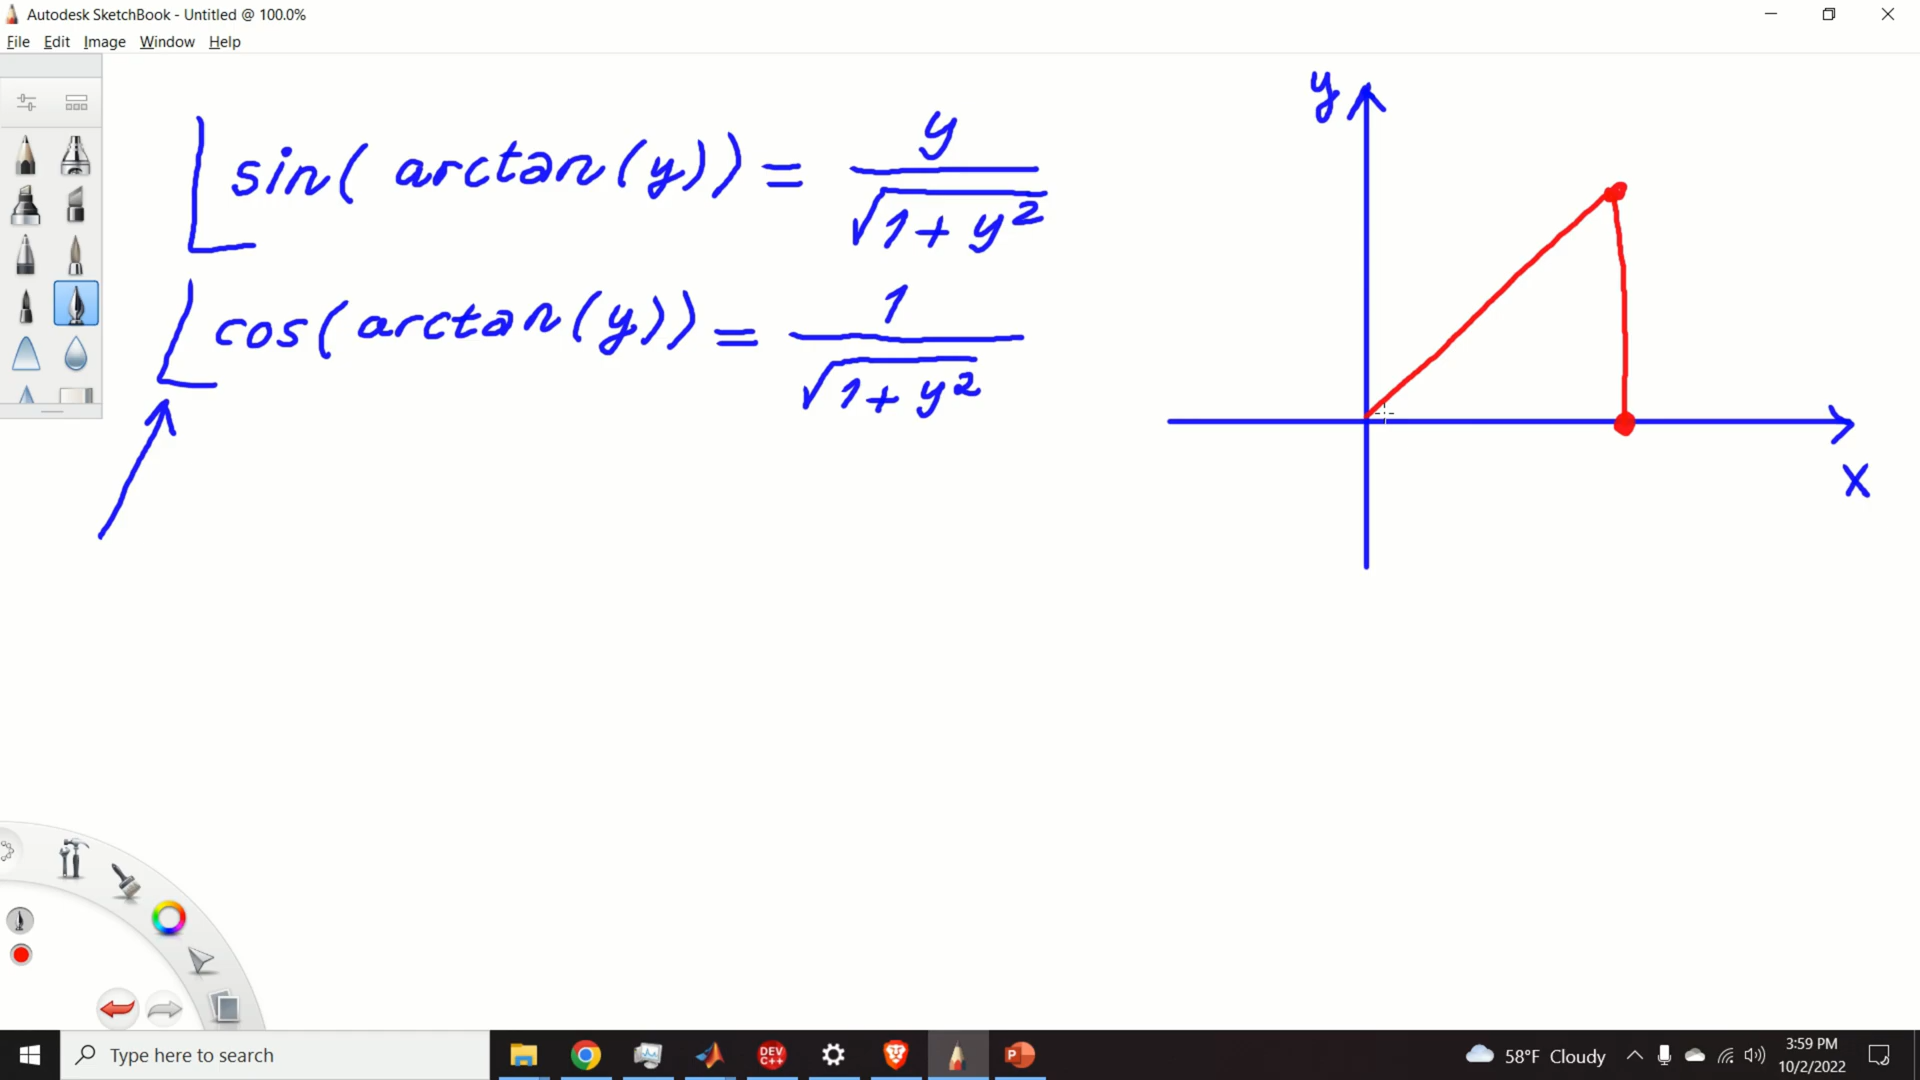 Autodesk SketchBook - Untitled @ 100.0%
File Edit Image Window Help
sin( arctan(y)) = y / √1 + y²
cos(arctan(y)) = 1 / √1 + y²
y
x
Type here to search
DEV C++
P
58°F Cloudy
3:59 PM
10/2/2022